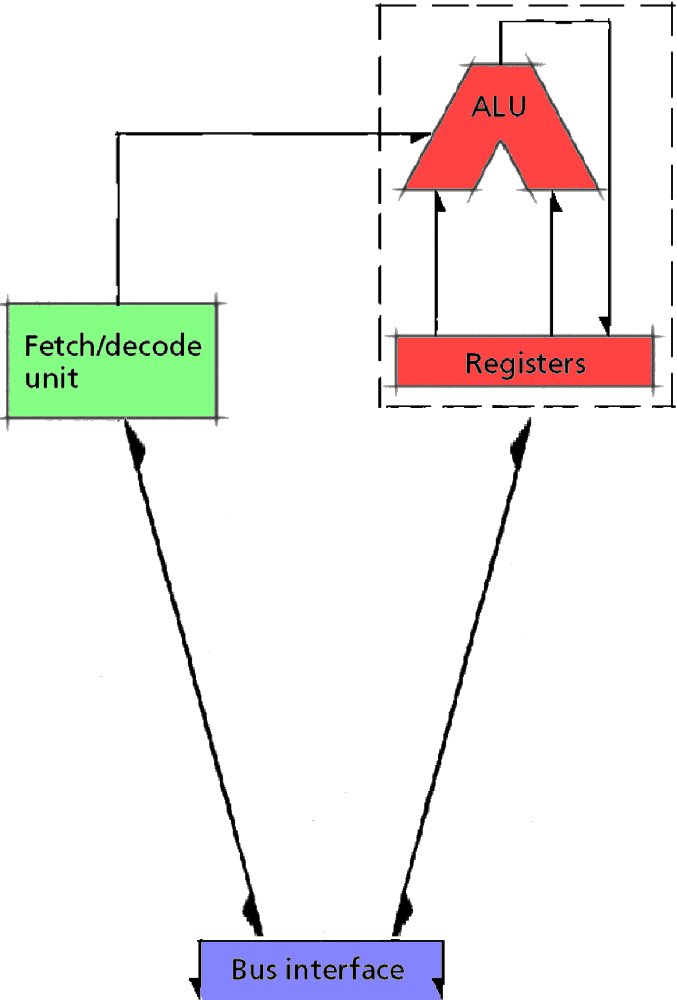 ALU
Fetch/decode
unit
Registers
Bus interface